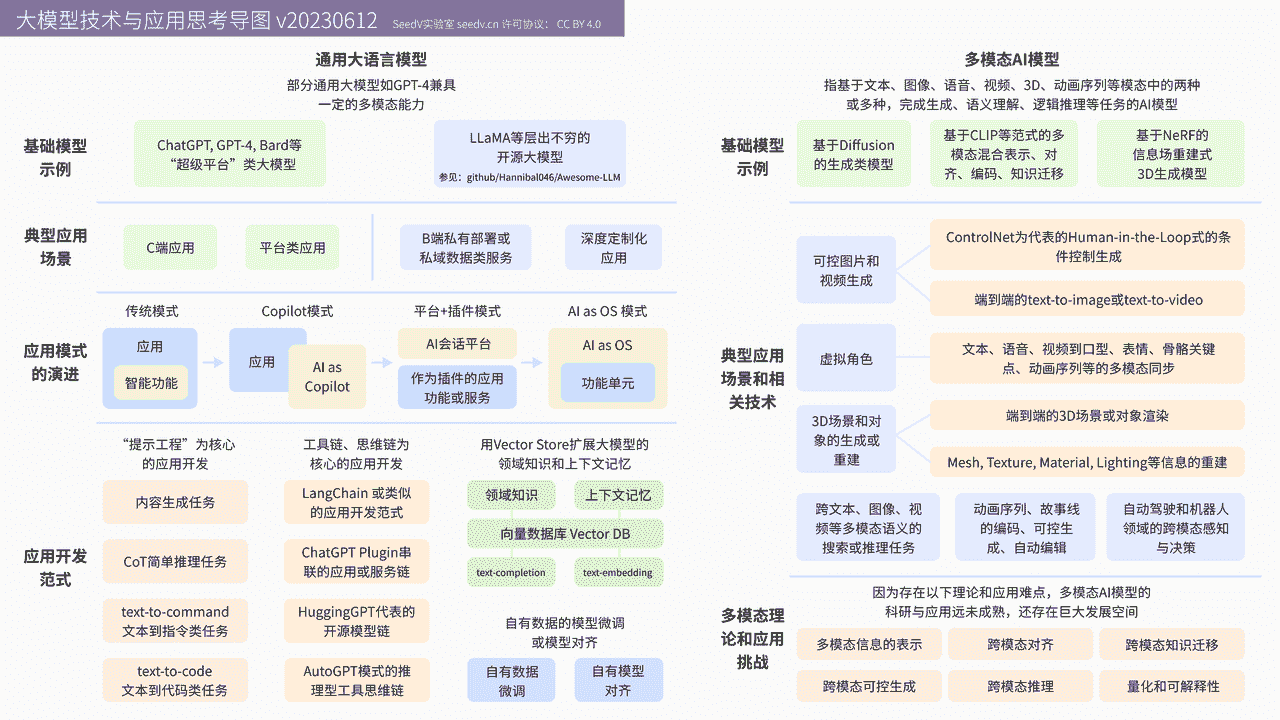 大模型技术与应用思考导图 v20230612 SeedV实验室 seedv.cn 许可协议： CC BY 4.0
通用大语言模型
部分通用大模型如GPT-4兼具
一定的多模态能力
基础模型
示例
ChatGPT, GPT-4, Bard等
“超级平台”类大模型
LLaMA等层出不穷的
开源大模型
参见：github/Hannibal046/Awesome-LLM
典型应用
场景
C端应用
平台类应用
B端私有部署或
私域数据类服务
深度定制化
应用
应用模式
的演进
传统模式
应用
智能功能
Copilot模式
应用
AI as
Copilot
平台+插件模式
AI会话平台
作为插件的应用
功能或服务
AI as OS 模式
AI as OS
功能单元
应用开发
范式
“提示工程”为核心
的应用开发
内容生成任务
CoT简单推理任务
text-to-command
文本到指令类任务
text-to-code
文本到代码类任务
工具链、思维链为
核心的应用开发
LangChain 或类似
的应用开发范式
ChatGPT Plugin串
联的应用或服务链
HuggingGPT代表的
开源模型链
AutoGPT模式的推
理型工具思维链
用Vector Store扩展大模型的
领域知识和上下文记忆
领域知识
上下文记忆
向量数据库 Vector DB
text-completion
text-embedding
自有数据的模型微调
或模型对齐
自有数据
微调
自有模型
对齐
多模态AI模型
指基于文本、图像、语音、视频、3D、动画序列等模态中的两种
或多种，完成生成、语义理解、逻辑推理等任务的AI模型
基础模型
示例
基于Diffusion
的生成类模型
基于CLIP等范式的多
模态混合表示、对
齐、编码、知识迁移
基于NeRF的
信息场重建式
3D生成模型
典型应用
场景和相
关技术
可控图片和
视频生成
ControlNet为代表的Human-in-the-Loop式的条
件控制生成
端到端的text-to-image或text-to-video
虚拟角色
文本、语音、视频到口型、表情、骨骼关键
点、动画序列等的多模态同步
3D场景和对
象的生成或
重建
端到端的3D场景或对象渲染
Mesh, Texture, Material, Lighting等信息的重建
跨文本、图像、视
频等多模态语义的
搜索或推理任务
动画序列、故事线
的编码、可控生
成、自动编辑
自动驾驶和机器人
领域的跨模态感知
与决策
多模态理
论和应用
挑战
因为存在以下理论和应用难点，多模态AI模型的
科研与应用远未成熟，还存在巨大发展空间
多模态信息的表示
跨模态对齐
跨模态知识迁移
跨模态可控生成
跨模态推理
量化和可解释性